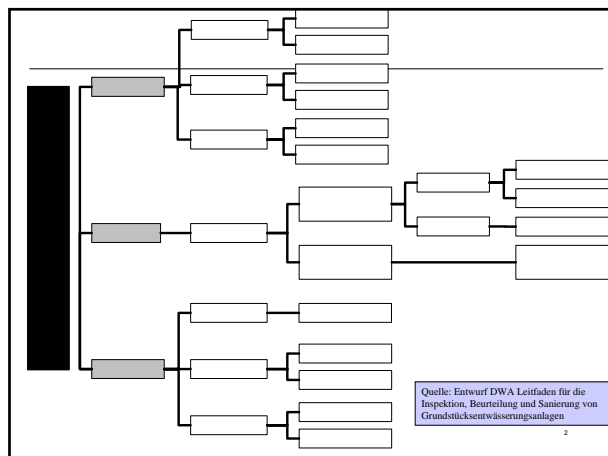 Quelle: Entwurf DWA Leitfaden für die
Inspektion, Beurteilung und Sanierung von
Grundstücksentwässerungsanlagen
2